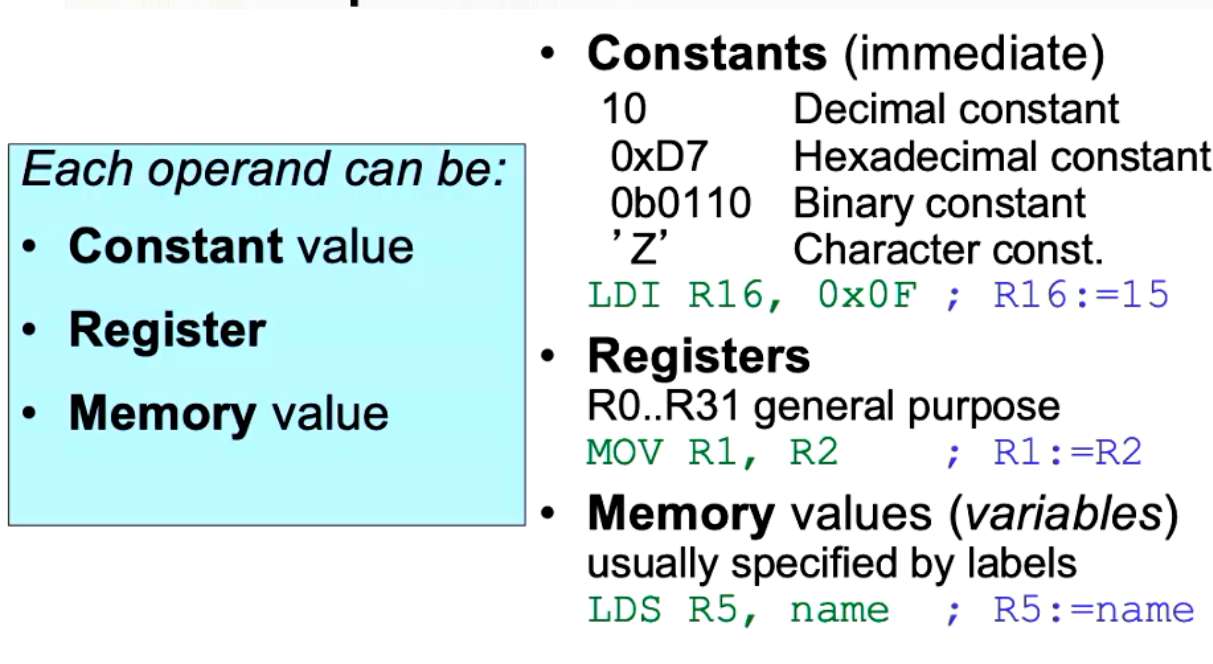 Each operand can be:
• Constant value
• Register
• Memory value
• Constants (immediate)
10 Decimal constant
0xD7 Hexadecimal constant
0b0110 Binary constant
’Z’ Character const.
LDI R16, 0x0F ; R16:=15
• Registers
R0..R31 general purpose
MOV R1, R2 ; R1:=R2
• Memory values (variables)
usually specified by labels
LDS R5, name ; R5:=name